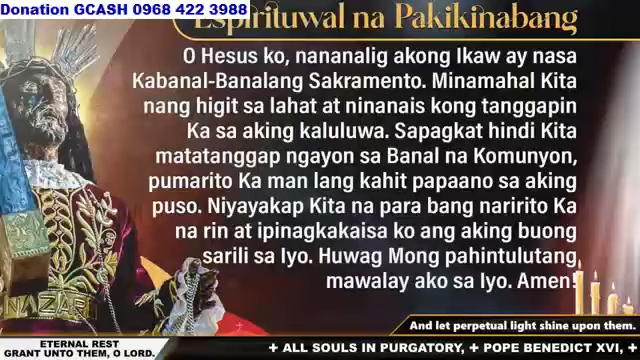 Donation GCASH 0968 422 3988
Espirituwal na Pakikinabang
O Hesus ko, nananalig akong Ikaw ay nasa
Kabanal-Banalang Sakramento. Minamahal Kita
nang higit sa lahat at ninanais kong tanggapin
Ka sa aking kaluluwa. Sapagkat hindi Kita
matatanggap ngayon sa Banal na Komunyon,
pumarito Ka man lang kahit papaano sa aking
puso. Niyayakap Kita na para bang naririto Ka
na rin at ipinagkakaisa ko ang aking buong
sarili sa Iyo. Huwag Mong pahintulutang
mawalay ako sa Iyo. Amen!
NAZAR
And let perpetual light shine upon them.
ETERNAL REST
GRANT UNTO THEM, O LORD.
+ ALL SOULS IN PURGATORY, + POPE BENEDICT XVI, +